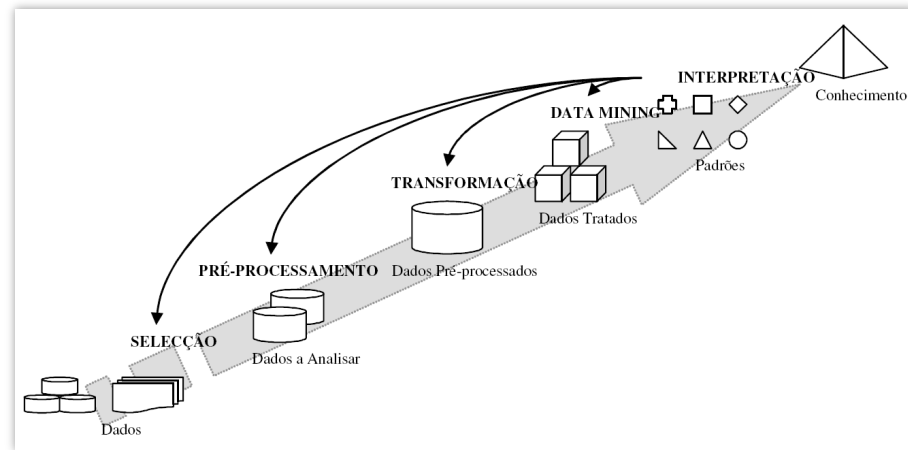 INTERPRETAÇÃO
Conhecimento
DATA MINING
Padrões
TRANSFORMAÇÃO
Dados Tratados
PRÉ-PROCESSAMENTO
Dados Pré-processados
SELECÇÃO
Dados a Analisar
Dados